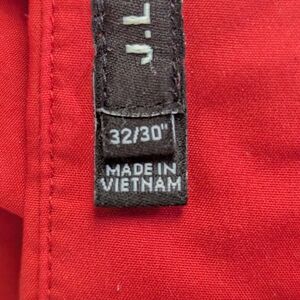 J.L
32/30"
MADE IN
VIETNAM